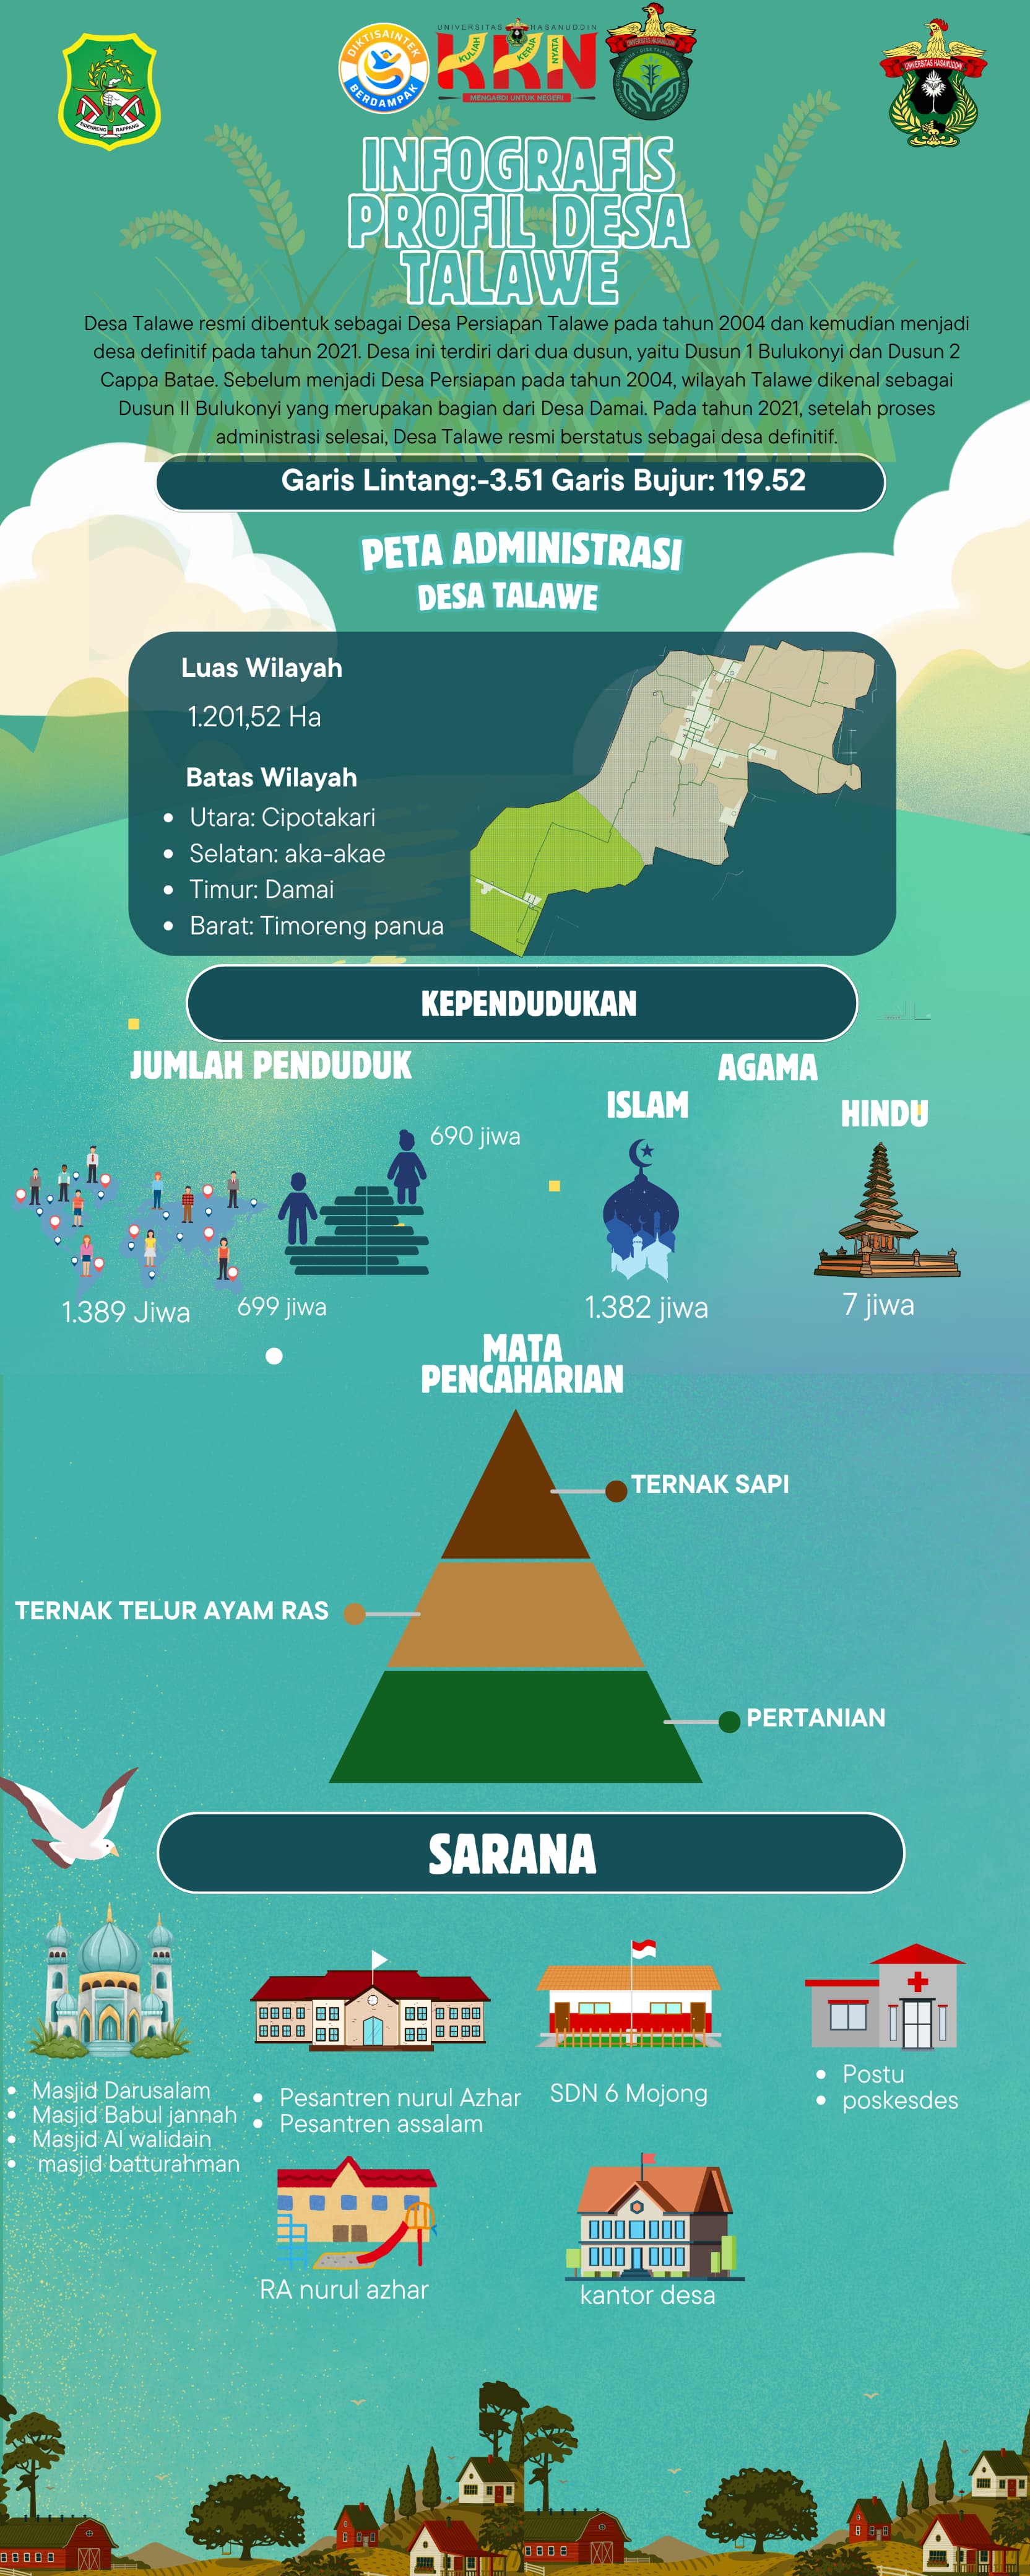 DIKTISAINTEK
BERDAMPAK
UNIVERSITAS HASANUDDIN
KKN
KULIAH KERJA NYATA
MENGABDI UNTUK NEGERI
UNIVERSITAS HASANUDDIN
UNIVERSITAS HASANUDDIN
SIDENRENG RAPPANG
INFOGRAFIS
PROFIL DESA
TALAWE
Desa Talawe resmi dibentuk sebagai Desa Persiapan Talawe pada tahun 2004 dan kemudian menjadi
desa definitif pada tahun 2021. Desa ini terdiri dari dua dusun, yaitu Dusun 1 Bulukonyi dan Dusun 2
Cappa Batae. Sebelum menjadi Desa Persiapan pada tahun 2004, wilayah Talawe dikenal sebagai
Dusun II Bulukonyi yang merupakan bagian dari Desa Damai. Pada tahun 2021, setelah proses
administrasi selesai, Desa Talawe resmi berstatus sebagai desa definitif.
Garis Lintang:-3.51 Garis Bujur: 119.52
PETA ADMINISTRASI
DESA TALAWE
Luas Wilayah
1.201,52 Ha
Batas Wilayah
• Utara: Cipotakari
• Selatan: aka-akae
• Timur: Damai
• Barat: Timoreng panua
KEPENDUDUKAN
JUMLAH PENDUDUK
690 jiwa
1.389 Jiwa
699 jiwa
AGAMA
ISLAM
HINDU
1.382 jiwa
7 jiwa
MATA
PENCAHARIAN
TERNAK SAPI
TERNAK TELUR AYAM RAS
PERTANIAN
SARANA
• Masjid Darusalam
• Masjid Babul jannah
• Masjid Al walidain
• masjid batturahman
• Pesantren nurul Azhar
• Pesantren assalam
SDN 6 Mojong
• Postu
• poskesdes
RA nurul azhar
kantor desa